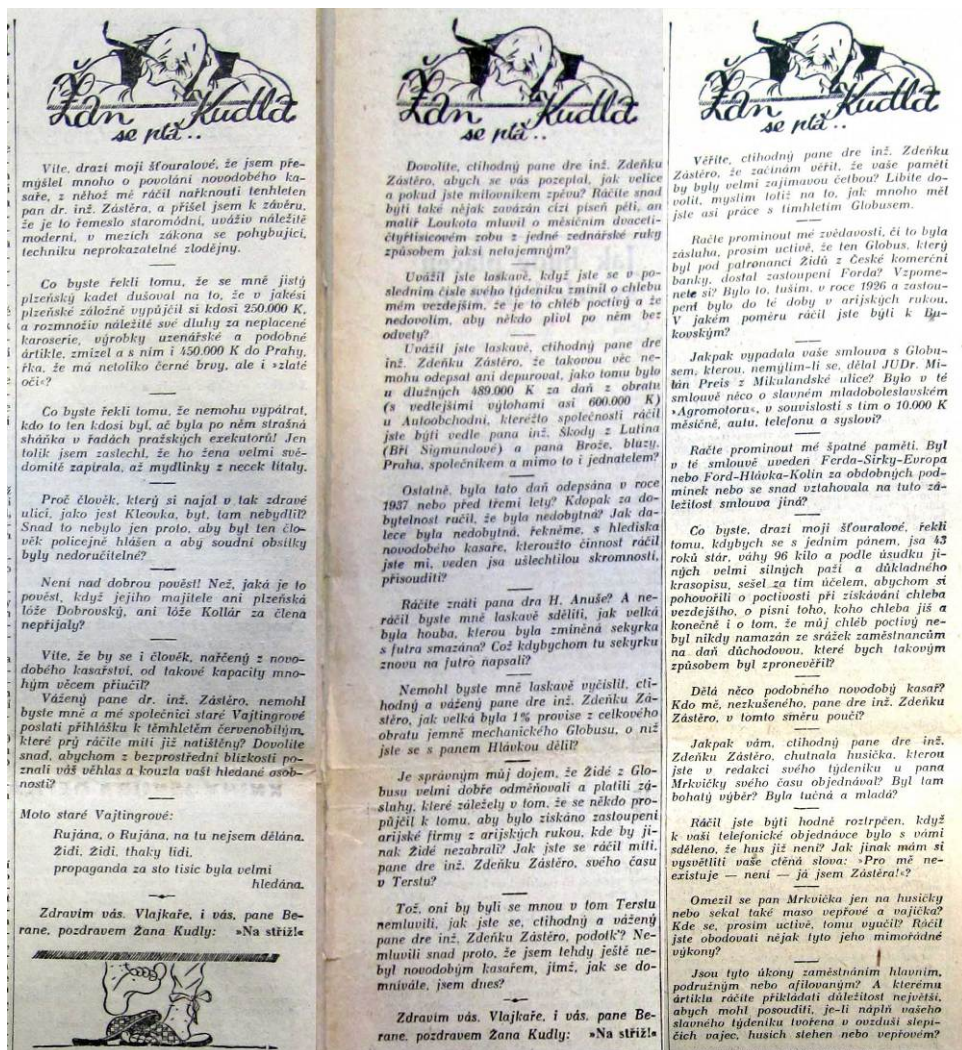 Žan Kudla
se ptá..
Víte, drazí moji šťouralové, že jsem pře-
mýšlel mnoho o povolání novodobého ka-
saře, z něhož mě ráčil nařknouti tenhleten
pan dr. inž. Zástěra, a přišel jsem k závěru,
že je to řemeslo staromódní, uvážív náležitě
moderní, v mezích zákona se pohybující,
techniku neprokazatelné zlodějny.
Co byste řekli tomu, že se mně jistý
plzeňský kadet dušoval na to, že v jakési
plzeňské záložně vypůjčil si kdosi 250.000 K,
a rozmnoživ náležitě své dluhy za neplacené
karoserie, výrobky uzenářské a podobné
ártikle, zmizel a s ním i 450.000 K do Prahy,
řka, že má netoliko černé brvy, ale i »zlaté
oči«?
Co byste řekli tomu, že nemohu vypátrat,
kdo to ten kdosi byl, ač byla po něm strašná
sháňka v řadách pražských exekutorů! Jen
tolik jsem zaslechl, že ho žena velmi svě-
domitě zapírala, až mydlinky z necek lítaly.
Proč člověk, který si najal v tak zdravé
ulici, jako jest Kleovka, byt, tam nebydlil?
Snad to nebylo jen proto, aby byl ten člo-
věk policejně hlášen a aby soudní obsílky
byly nedoručitelné?
Není nad dobrou pověst! Než, jaká je to
pověst, když jejího majitele ani plzeňská
lóže Dobrovský, ani lóže Kollár za člena
nepřijaly?
Víte, že by se i člověk, nařčený z novo-
dobého kasařství, od takové kapacity mno-
hým věcem přiučil?
Vážený pane dr. inž. Zástěro, nemohl
byste mně a mé společnici staré Vajtingrové
poslati přihlášku k těmhletěm červenobílým,
které prý ráčíte míti již natištěny? Dovolíte
snad, abychom z bezprostřední blízkosti po-
znali váš věhlas a kouzla vaší hledané osob-
nosti?
Moto staré Vajtingrové:
Rujána, o Rujána, na tu nejsem dělána.
Židi, Židi, thaky lidi,
propaganda za sto tisíc byla velmi
hledána.
Zdravím vás, Vlajkaře, i vás, pane Be-
rane, pozdravem Žana Kudly: »Na stříž!«
Žan Kudla
se ptá..
Dovolíte, ctihodný pane dre inž. Zdeňku
Zástěro, abych se vás pozeptal, jak velice
a pokud jste milovníkem zpěvu? Ráčíte snad
býti také nějak zavázán cizí píseň pěti, an
malíř Loukota mluvil o měsíčním dvaceti-
čtyřtisícovém zobu z jedné zednářské ruky
způsobem jaksi netajemným?
Uvážil jste laskavě, když jste se v po-
sledním čísle svého týdeníku zmínil o chlebu
mém vezdejším, že je to chléb poctivý a že
nedovolím, aby někdo plivl po něm bez
odvety?
Uvážil jste laskavě, ctihodný pane dre
inž. Zdeňku Zástěro, že takovou věc ne-
mohu odepsat ani depuroval, jako tomu bylo
u dlužných 489.000 K za daň z obratu
(s vedlejšími výlohami asi 600.000 K)
u Autoobchodní, kteréžto společnosti ráčil
jste býti vedle pana inž. Škody z Lutína
(Bří Sigmundové) a pana Brože, bluzy,
Praha, společníkem a mimo to i jednatelem?
Ostatně, byla tato daň odepsána v roce
1937 nebo před třemi lety? Kdopak za do-
bytelnost ručil, že byla nedobytná? Jak da-
lece byla nedobytná, řekněme, s hlediska
novodobého kasaře, kteroužto činnost ráčil
jste mi, veden jsa ušlechtilou skromností,
přisouditi?
Ráčíte znáti pana dra H. Anuše? A ne-
ráčil byste mně laskavě sděliti, jak velká
byla houba, kterou byla zmíněná sekyrka
s futra smazána? Což kdybychom tu sekyrku
znovu na futro napsali?
Nemohl byste mně laskavě vyčíslit, cti-
hodný a vážený pane dre inž. Zdeňku Zá-
stěro, jak velká byla 1% provise z celkového
obratu jemně mechanického Globusu, o níž
jste se s panem Hlávkou dělil?
Je správným můj dojem, že Židé z Glo-
busu velmi dobře odměňovali a platili zá-
sluhy, které záležely v tom, že se někdo pro-
půjčil k tomu, aby bylo získáno zastoupení
arijské firmy z arijských rukou, kde by ji-
nak Židé nezabrali? Jak jste se ráčil míti,
pane dre inž. Zdeňku Zástěro, svého času
v Terstu?
Tož, oni by byli se mnou v tom Terstu
nemluvili, jak jste se, ctihodný a vážený
pane dre inž. Zdeňku Zástěro, podotk'? Ne-
mluvili snad proto, že jsem tehdy ještě ne-
byl novodobým kasařem, jímž, jak se do-
mníváte, jsem dnes?
Zdravím vás, Vlajkaře, i vás, pane Be-
rane, pozdravem Žana Kudly: »Na stříž!«
Žan Kudla
se ptá..
Věříte, ctihodný pane dre inž. Zdeňku
Zástěro, že začínám věřit, že vaše paměti
by byly velmi zajímavou četbou? Líbíte do-
volit, myslím totiž na to, jak mnoho měl
jste asi práce s tímhletím Globusem.
Račte prominout mé zvědavosti, čí to byla
zásluha, prosím uctivě, že ten Globus, který
byl pod patronancí Židů z České komerční
banky, dostal zastoupení Forda? Vzpome-
nete si? Bylo to, tuším, v roce 1926 a zastou-
pení bylo do té doby v arijských rukou.
V jakém poměru ráčil jste býti k Bu-
kovským?
Jakpak vypadala vaše smlouva s Globu-
sem, kterou, nemýlím-li se, dělal JUDr. Mi-
lán Preis z Mikulandské ulice? Bylo v té
smlouvě něco o slavném mladoboleslavském
»Agromotoru«, v souvislosti s tím o 10.000 K
měsíčně, autu, telefonu a syslovi?
Račte prominout mé špatné paměti. Byl
v té smlouvě uveden Ferda-Sítky-Evropa
nebo Ford-Hlávka-Kolín za obdobných pod-
mínek nebo se snad vztahovala na tuto zá-
ležitost smlouva jiná?
Co byste, drazí moji šťouralové, řekli
tomu, kdybych se s jedním pánem, jsa 43
roků stár, váhy 96 kilo a podle úsudku ji-
ných velmi silných paží a důkladného
krasopisu, sešel za tím účelem, abychom si
pohovořili o poctivosti při získávání chleba
vezdejšího, o písni toho, koho chleba jíš a
konečně i o tom, že můj chléb poctivý ne-
byl nikdy namazán ze srážek zaměstnancům
na daň důchodovou, které bych takovým
způsobem byl zpronevěřil?
Dělá něco podobného novodobý kasař?
Kdo mě, nezkušeného, pane dre inž. Zdeňku
Zástěro, v tomto směru poučí?
Jakpak vám, ctihodný pane dre inž.
Zdeňku Zástěro, chutnala husička, kterou
jste v redakci svého týdeníku u pana
Mrkvičky svého času objednával? Byl tam
bohatý výběr? Byla tučná a mladá?
Ráčil jste býti hodně roztrpčen, když
k vaší telefonické objednávce bylo s vámi
sděleno, že hys již není? Jak jinak mám si
vysvětliti vaše ctěná slova: »Pro mě ne-
existuje — není — já jsem Zástěra!«?
Omezil se pan Mrkvička jen na husičky
nebo sekal také maso vepřové a vajíčka?
Kde se, prosím uctivě, tomu vyučil? Ráčil
jste obodovati nějak tyto jeho mimořádné
výkony?
Jsou tyto úkony zaměstnáním hlavním,
podružným nebo afilovaným? A kterému
ártiklu ráčíte přikládati důležitost největší,
abych mohl posouditi, je-li náplň vašeho
slavného týdeníku tvořena v ovzduší slepi-
čích vajec, husích stehen nebo vepřovém?